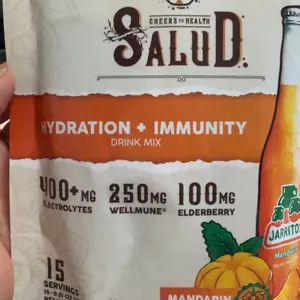 CHEERS TO HEALTH
SALUD.
HYDRATION + IMMUNITY
DRINK MIX
400+ MG 250MG 100MG
ELECTROLYTES WELLMUNE® ELDERBERRY
15
SERVINGS
JARRITOS
MANDARIN